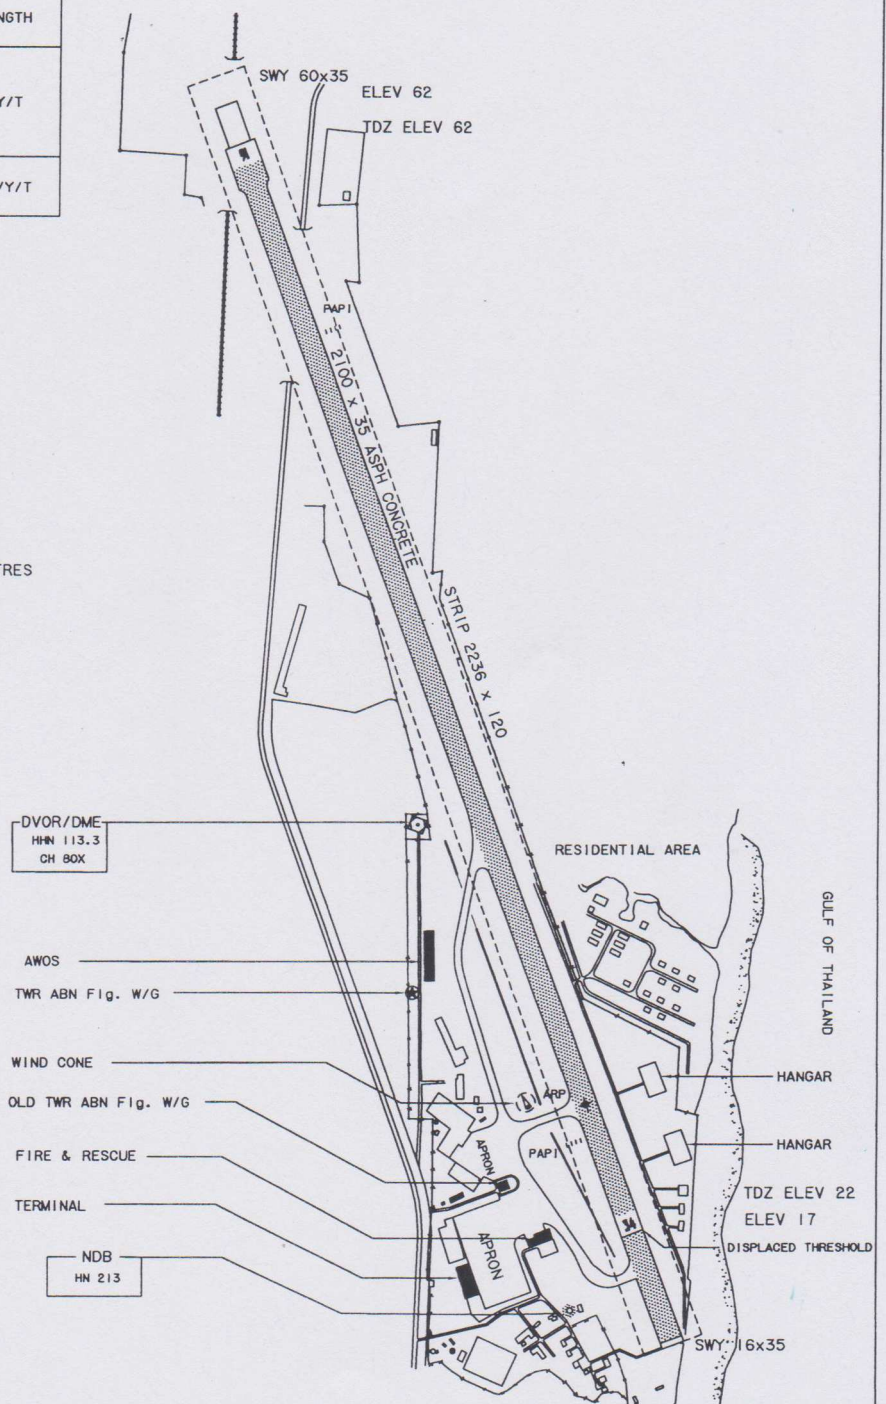 NGTH
Y/T
/Y/T
SWY 60x35
ELEV 62
TDZ ELEV 62
16
PAPI
2100 x 35 ASPH CONCRETE
TRES
STRIP 2236 x 120
DVOR/DME
HHN 113.3
CH 80X
RESIDENTIAL AREA
GULF OF THAILAND
AWOS
TWR ABN Flg. W/G
WIND CONE
ARP
HANGAR
OLD TWR ABN Flg. W/G
PAPI
HANGAR
FIRE & RESCUE
APRON
TERMINAL
TDZ ELEV 22
ELEV 17
34
DISPLACED THRESHOLD
APRON
NDB
HN 213
SWY 16x35